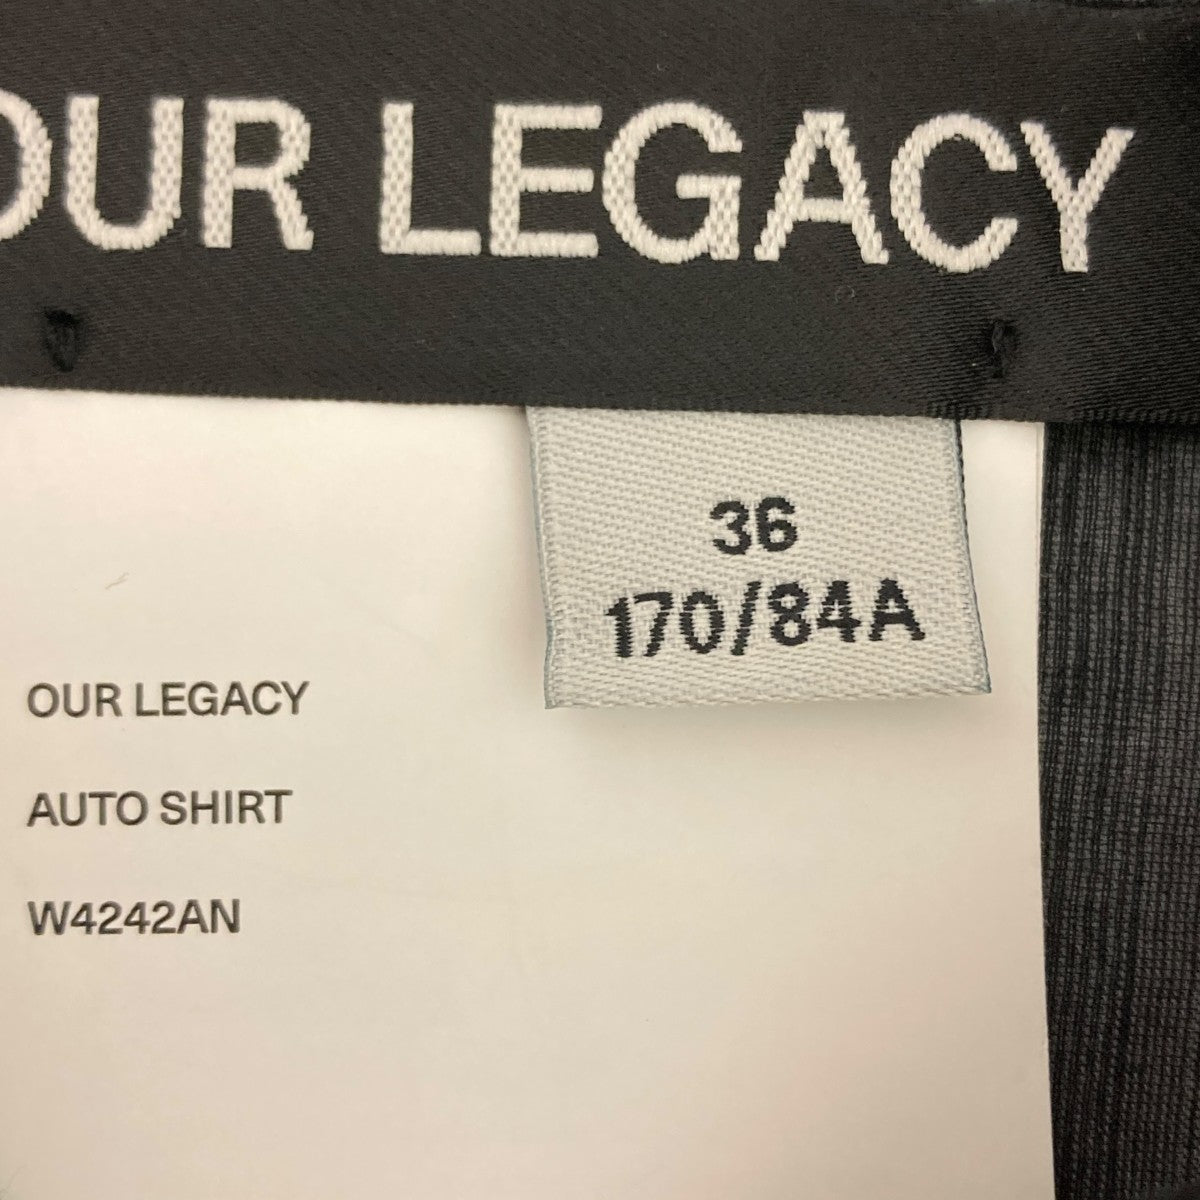 OUR LEGACY
36
170/84A
OUR LEGACY
AUTO SHIRT
W4242AN